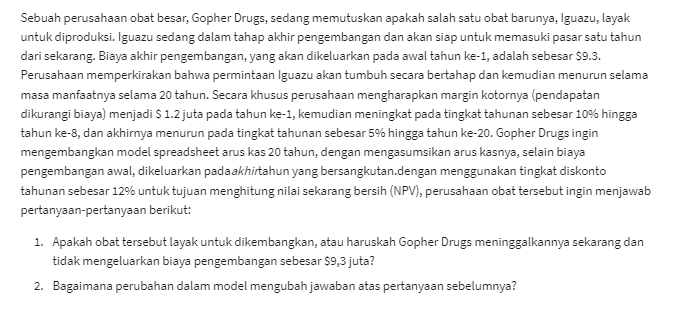 Sebuah perusahaan obat besar, Gopher Drugs, sedang memutuskan apakah salah satu obat barunya, Iguazu, layak
untuk diproduksi. Iguazu sedang dalam tahap akhir pengembangan dan akan siap untuk memasuki pasar satu tahun
dari sekarang. Biaya akhir pengembangan, yang akan dikeluarkan pada awal tahun ke-1, adalah sebesar $9.3.
Perusahaan memperkirakan bahwa permintaan Iguazu akan tumbuh secara bertahap dan kemudian menurun selama
masa manfaatnya selama 20 tahun. Secara khusus perusahaan mengharapkan margin kotornya (pendapatan
dikurangi biaya) menjadi $ 1.2 juta pada tahun ke-1, kemudian meningkat pada tingkat tahunan sebesar 10% hingga
tahun ke-8, dan akhirnya menurun pada tingkat tahunan sebesar 5% hingga tahun ke-20. Gopher Drugs ingin
mengembangkan model spreadsheet arus kas 20 tahun, dengan mengasumsikan arus kasnya, selain biaya
pengembangan awal, dikeluarkan padaakhirtahun yang bersangkutan.dengan menggunakan tingkat diskonto
tahunan sebesar 12% untuk tujuan menghitung nilai sekarang bersih (NPV), perusahaan obat tersebut ingin menjawab
pertanyaan-pertanyaan berikut:
1. Apakah obat tersebut layak untuk dikembangkan, atau haruskah Gopher Drugs meninggalkannya sekarang dan
tidak mengeluarkan biaya pengembangan sebesar $9,3 juta?
2. Bagaimana perubahan dalam model mengubah jawaban atas pertanyaan sebelumnya?